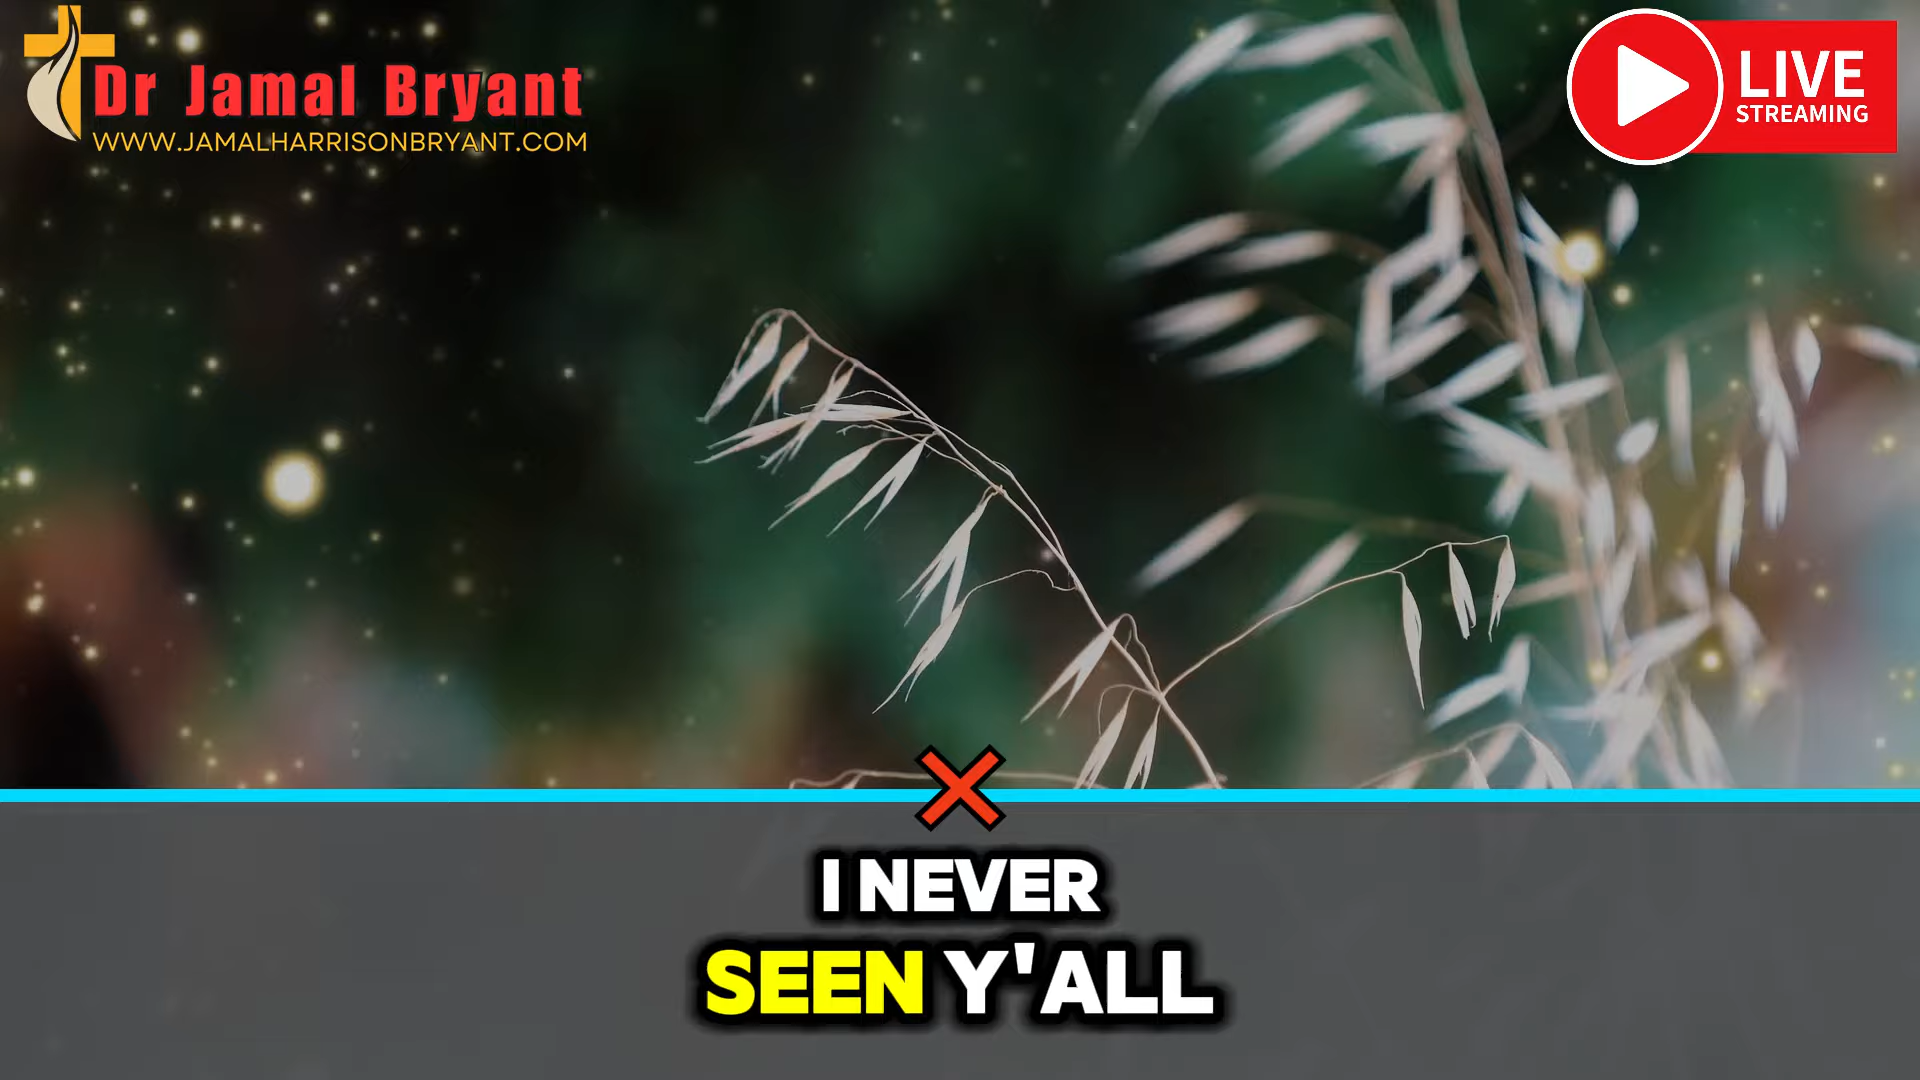 Dr Jamal Bryant
WWW.JAMALHARRISONBRYANT.COM
LIVE
STREAMING
I NEVER
SEEN Y'ALL